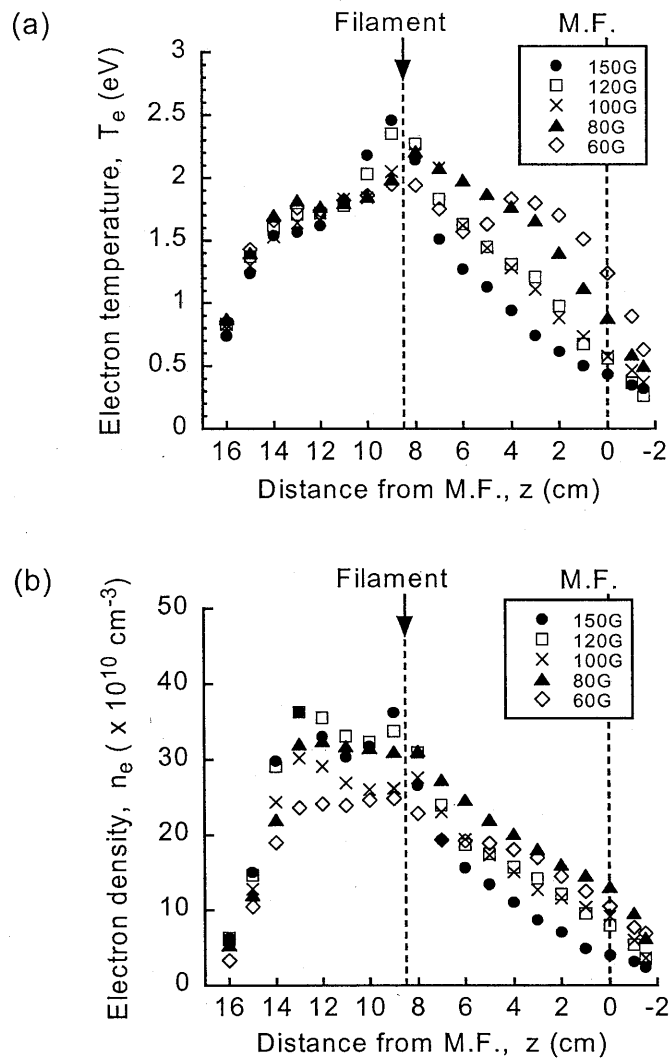 (a)
Filament
M.F.
Electron temperature, T_e (eV)
3
2.5
2
1.5
1
0.5
0
150G
120G
100G
80G
60G
16 14 12 10 8 6 4 2 0 -2
Distance from M.F., z (cm)
(b)
Filament
M.F.
Electron density, n_e ( x 10^10 cm^-3)
50
40
30
20
10
0
150G
120G
100G
80G
60G
16 14 12 10 8 6 4 2 0 -2
Distance from M.F., z (cm)